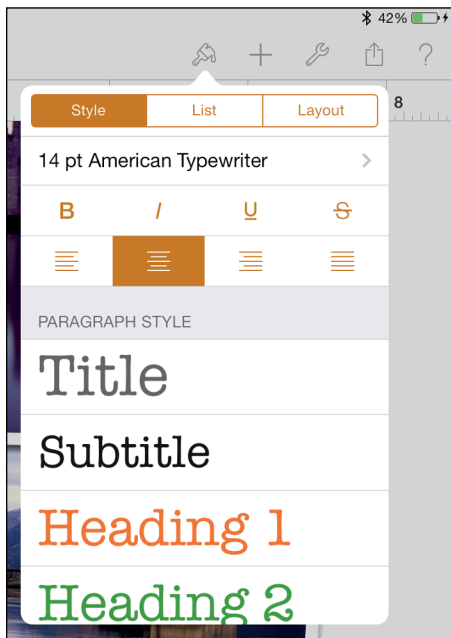 42%
?
8
Style List Layout
14 pt American Typewriter
B I U S
PARAGRAPH STYLE
Title
Subtitle
Heading 1
Heading 2